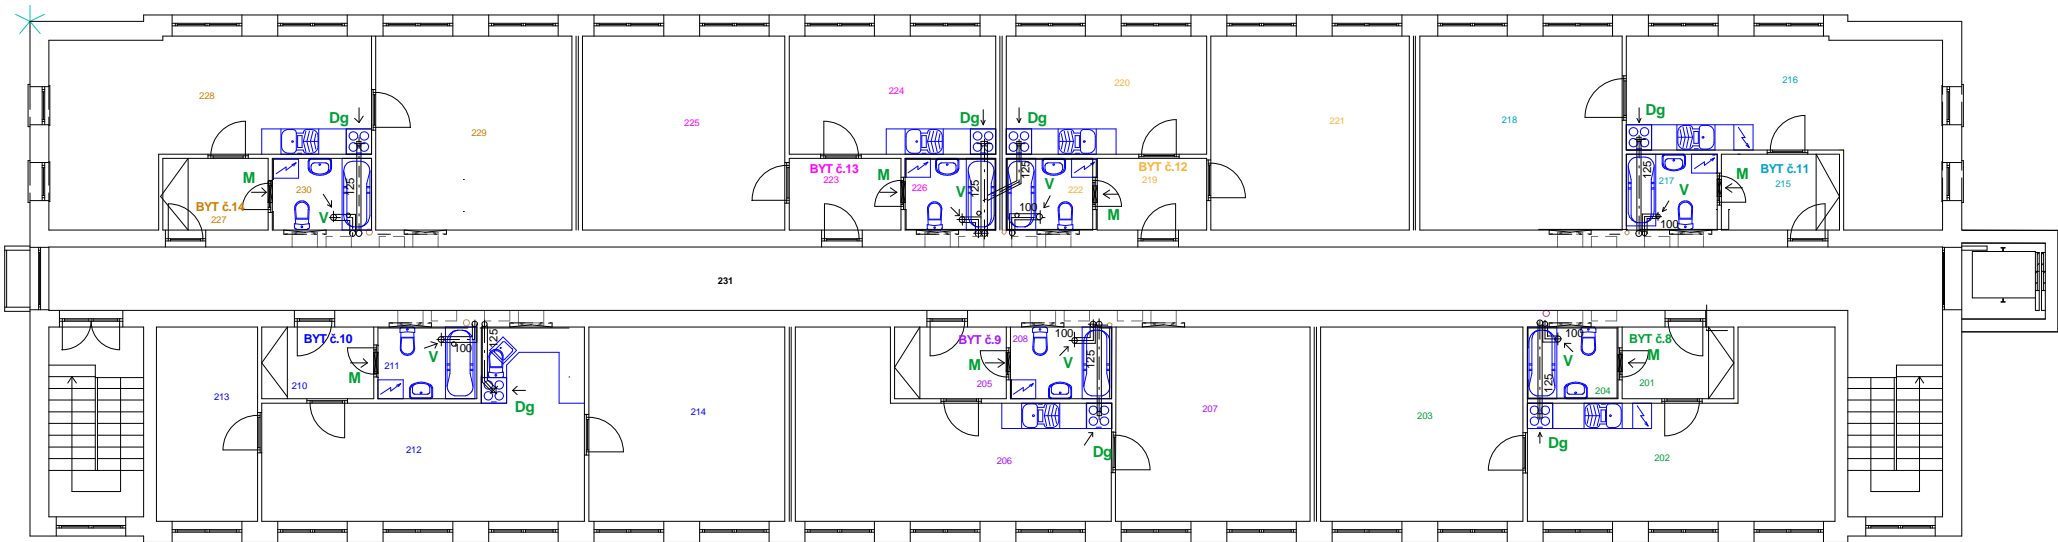 228
Dg
229
225
224
Dg
Dg
220
221
218
Dg
216
M
125
230
BYT č.14
227
V
BYT č.13
223
M
226
V
125
125
V
222
100
BYT č.12
219
M
125
217
V
100
M
BYT č.11
215
231
BYT č.10
210
M
211
V
100
125
Dg
213
212
214
BYT č.9
205
M
208
100
V
125
Dg
206
207
203
100
V
125
204
BYT č.8
M
201
Dg
202